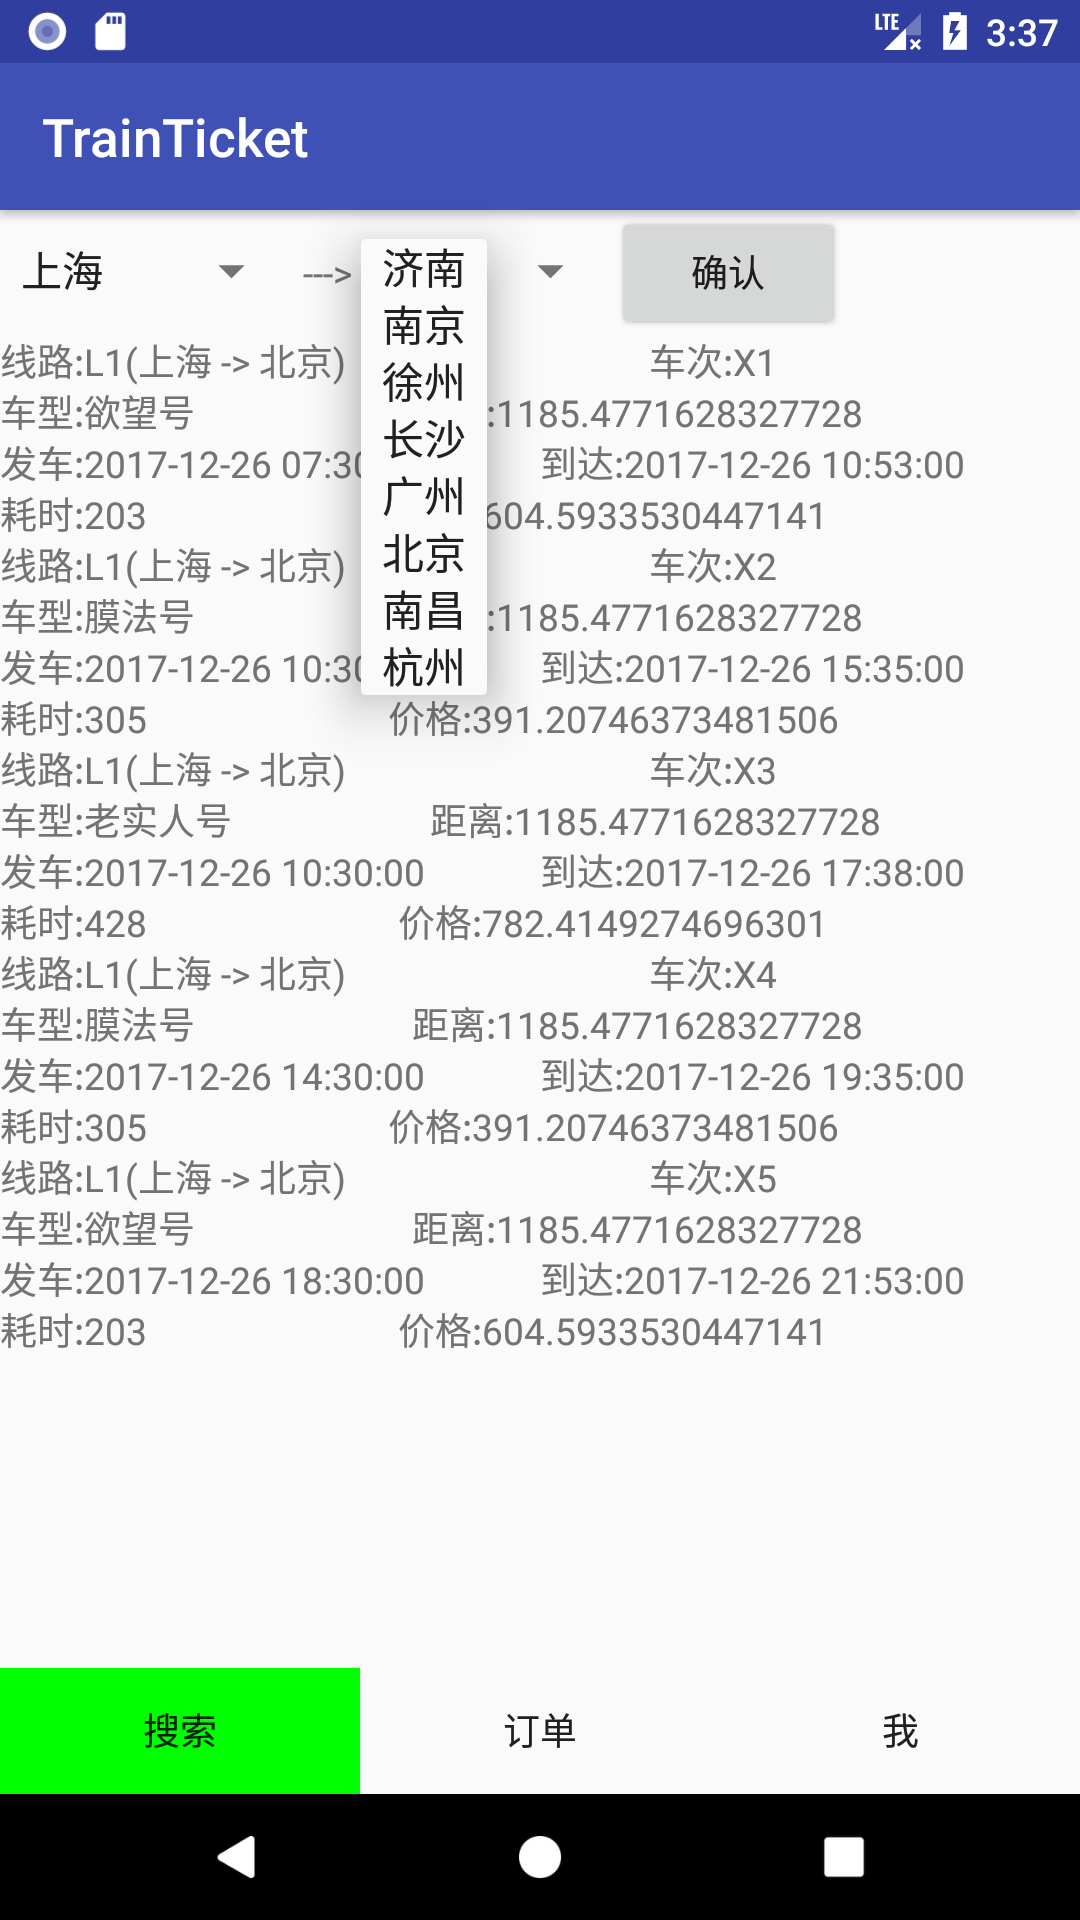 LTE 3:37
TrainTicket
上海 ---> 确认
济南
南京
徐州
长沙
广州
北京
南昌
杭州
线路:L1(上海 -> 北京) 车次:X1
车型:欲望号 :1185.4771628327728
发车:2017-12-26 07:30 到达:2017-12-26 10:53:00
耗时:203 604.5933530447141
线路:L1(上海 -> 北京) 车次:X2
车型:膜法号 :1185.4771628327728
发车:2017-12-26 10:30 到达:2017-12-26 15:35:00
耗时:305 价格:391.20746373481506
线路:L1(上海 -> 北京) 车次:X3
车型:老实人号 距离:1185.4771628327728
发车:2017-12-26 10:30:00 到达:2017-12-26 17:38:00
耗时:428 价格:782.4149274696301
线路:L1(上海 -> 北京) 车次:X4
车型:膜法号 距离:1185.4771628327728
发车:2017-12-26 14:30:00 到达:2017-12-26 19:35:00
耗时:305 价格:391.20746373481506
线路:L1(上海 -> 北京) 车次:X5
车型:欲望号 距离:1185.4771628327728
发车:2017-12-26 18:30:00 到达:2017-12-26 21:53:00
耗时:203 价格:604.5933530447141
搜索 订单 我